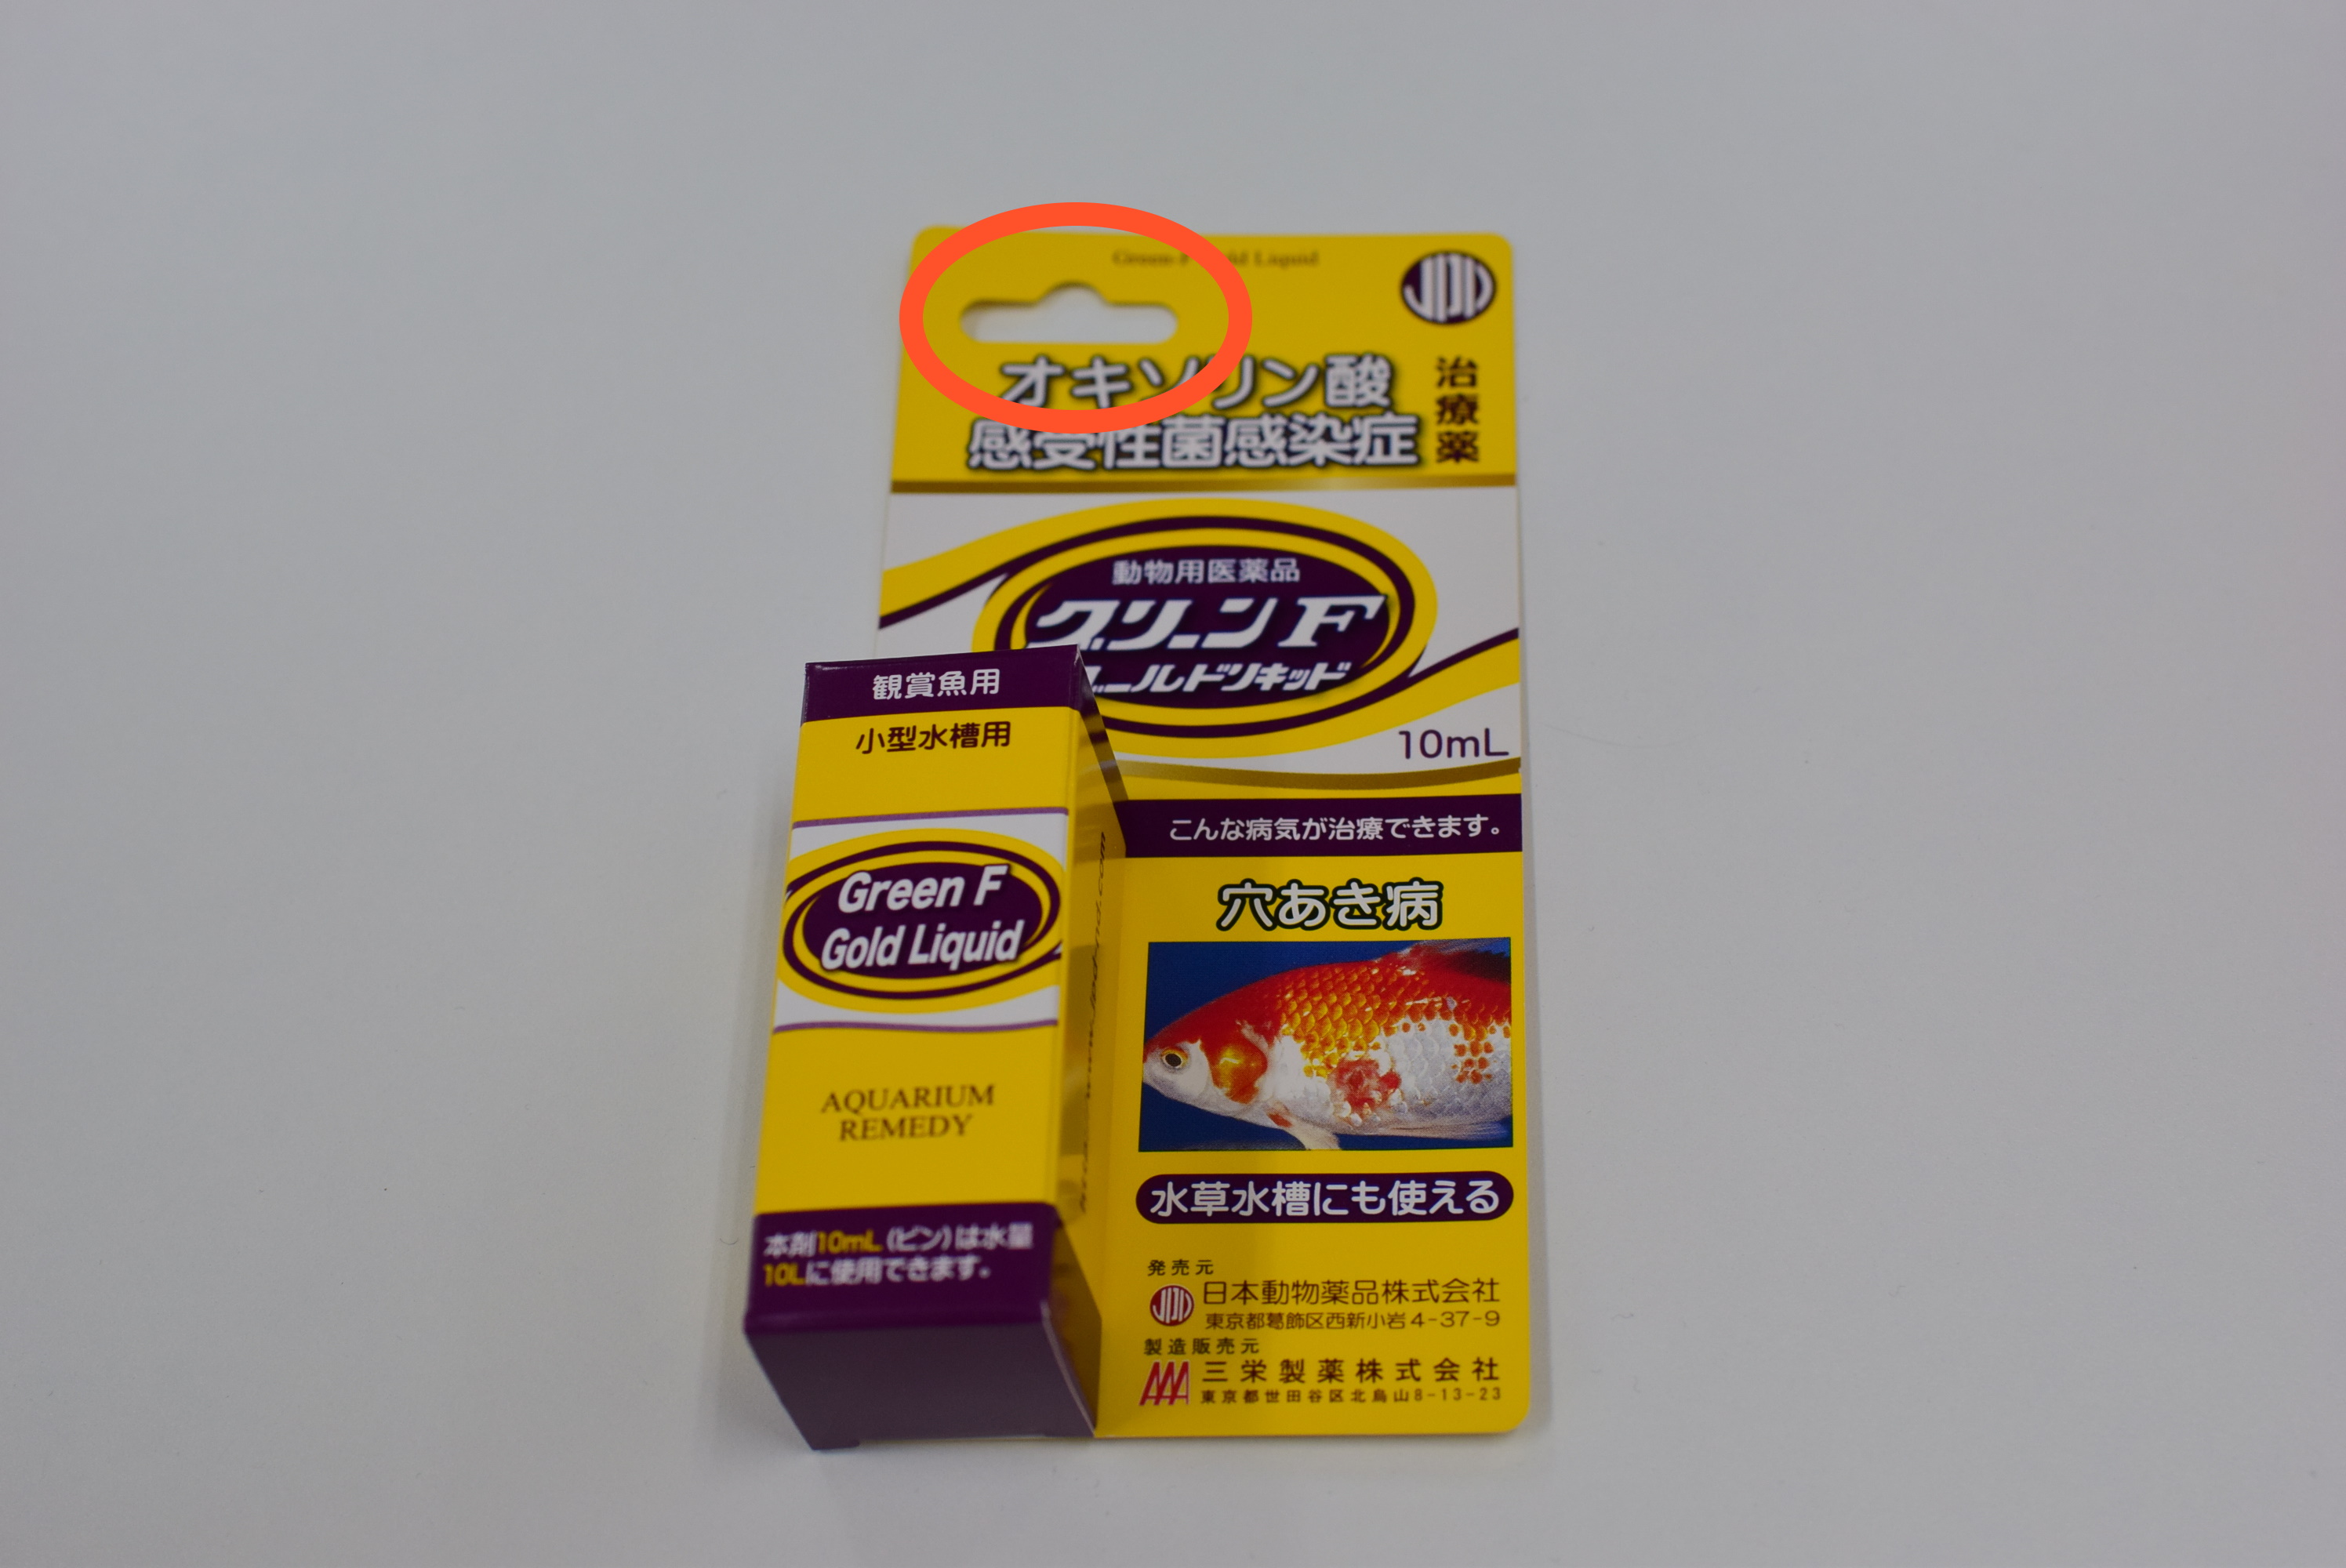 Green-F Gold Liquid
JPD
オキソリン酸
感受性菌感染症
治療薬
動物用医薬品
グリーンF
ゴールドリキッド
10mL
観賞魚用
小型水槽用
Green F
Gold Liquid
AQUARIUM
REMEDY
本剤10mL(ビン)は水量
10Lに使用できます。
こんな病気が治療できます。
穴あき病
水草水槽にも使える
発売元
JPD
日本動物薬品株式会社
東京都葛飾区西新小岩4-37-9
製造販売元
三栄製薬株式会社
東京都世田谷区北烏山8-13-23